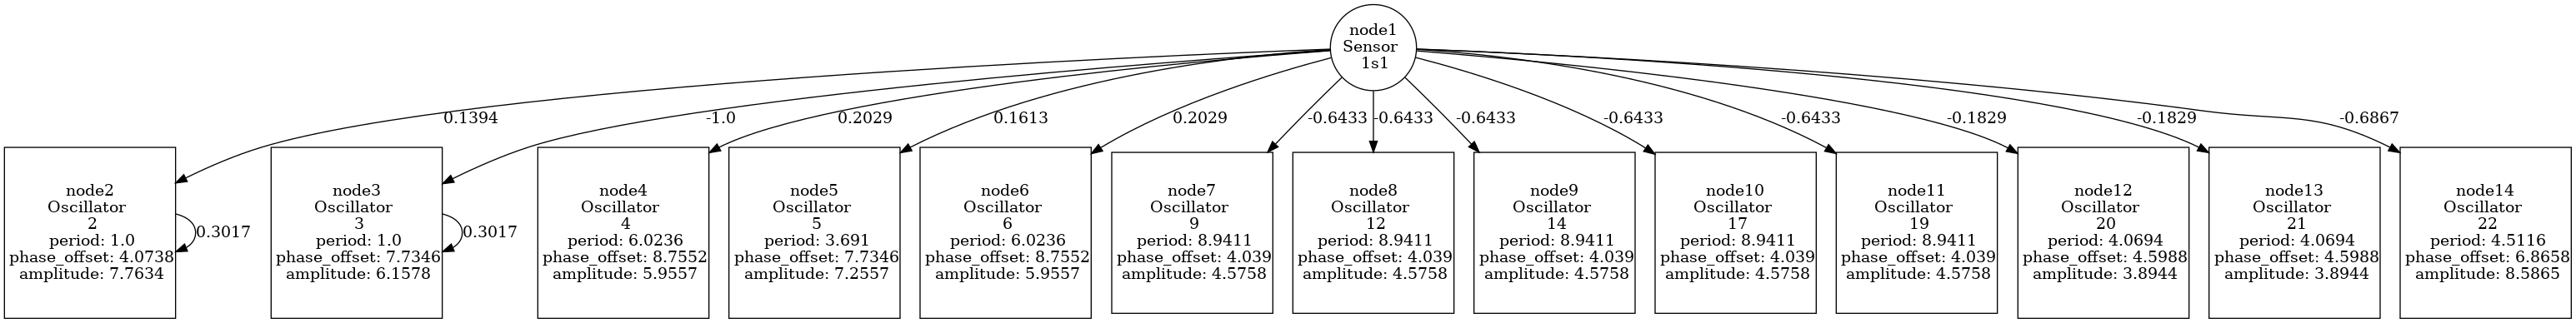 node1
Sensor
1s1
0.1394
-1.0
0.2029
0.1613
0.2029
-0.6433
-0.6433
-0.6433
-0.6433
-0.6433
-0.1829
-0.1829
-0.6867
node2
Oscillator
2
period: 1.0
phase_offset: 4.0738
amplitude: 7.7634
0.3017
node3
Oscillator
3
period: 1.0
phase_offset: 7.7346
amplitude: 6.1578
0.3017
node4
Oscillator
4
period: 6.0236
phase_offset: 8.7552
amplitude: 5.9557
node5
Oscillator
5
period: 3.691
phase_offset: 7.7346
amplitude: 7.2557
node6
Oscillator
6
period: 6.0236
phase_offset: 8.7552
amplitude: 5.9557
node7
Oscillator
9
period: 8.9411
phase_offset: 4.039
amplitude: 4.5758
node8
Oscillator
12
period: 8.9411
phase_offset: 4.039
amplitude: 4.5758
node9
Oscillator
14
period: 8.9411
phase_offset: 4.039
amplitude: 4.5758
node10
Oscillator
17
period: 8.9411
phase_offset: 4.039
amplitude: 4.5758
node11
Oscillator
19
period: 8.9411
phase_offset: 4.039
amplitude: 4.5758
node12
Oscillator
20
period: 4.0694
phase_offset: 4.5988
amplitude: 3.8944
node13
Oscillator
21
period: 4.0694
phase_offset: 4.5988
amplitude: 3.8944
node14
Oscillator
22
period: 4.5116
phase_offset: 6.8658
amplitude: 8.5865